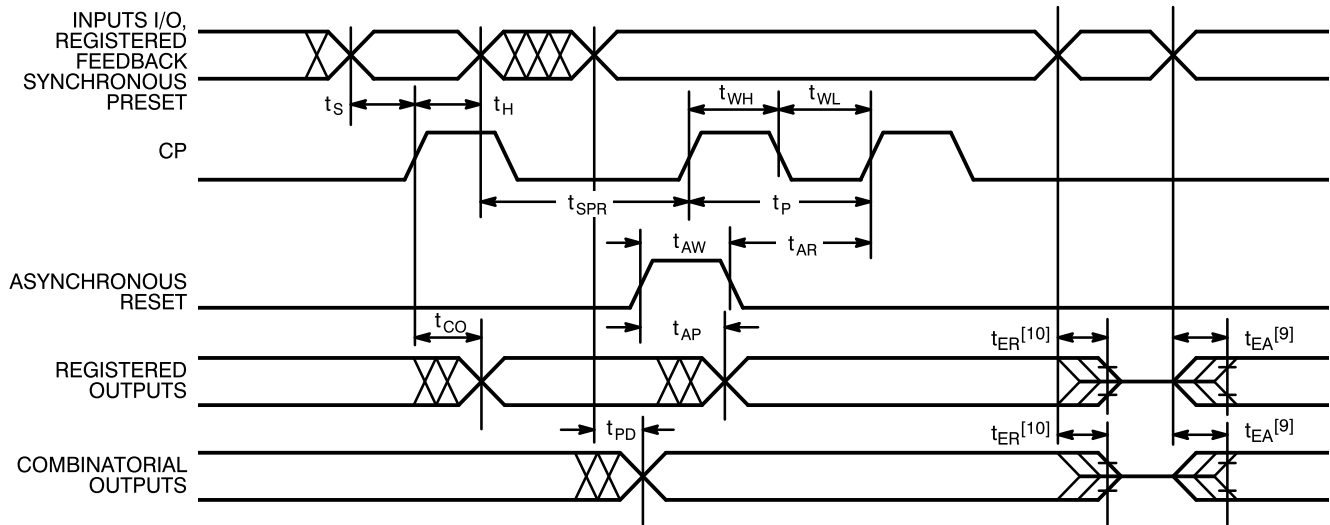 INPUTS I/O,
REGISTERED
FEEDBACK
SYNCHRONOUS
PRESET
tS
tH
tWH
tWL
CP
tSPR
tP
tAW
tAR
ASYNCHRONOUS
RESET
tCO
tAP
tER[10]
tEA[9]
REGISTERED
OUTPUTS
tPD
tER[10]
tEA[9]
COMBINATORIAL
OUTPUTS